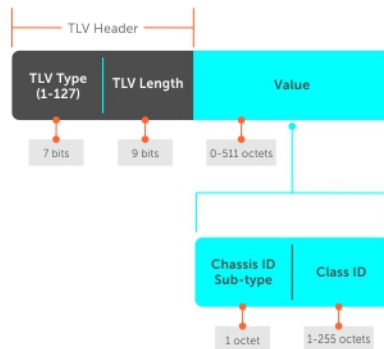 TLV Header
TLV Type
(1-127)
TLV Length
Value
7 bits
9 bits
0-511 octets
Chassis ID
Sub-type
Class ID
1 octet
1-255 octets